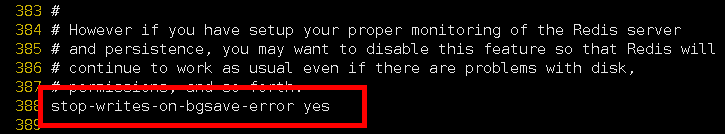 383 #
384 # However if you have setup your proper monitoring of the Redis server
385 # and persistence, you may want to disable this feature so that Redis will
386 # continue to work as usual even if there are problems with disk,
387 # permissions, and so forth.
388 stop-writes-on-bgsave-error yes
389